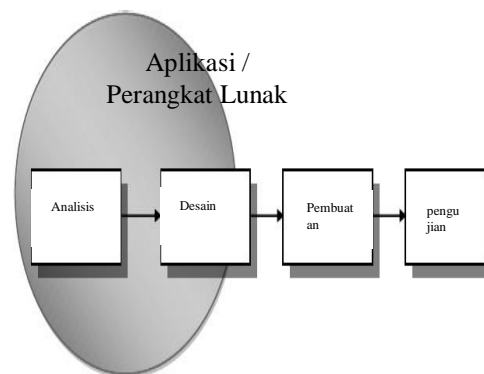 Aplikasi /
Perangkat Lunak
Analisis
Desain
Pembuat
an
pengu
jian